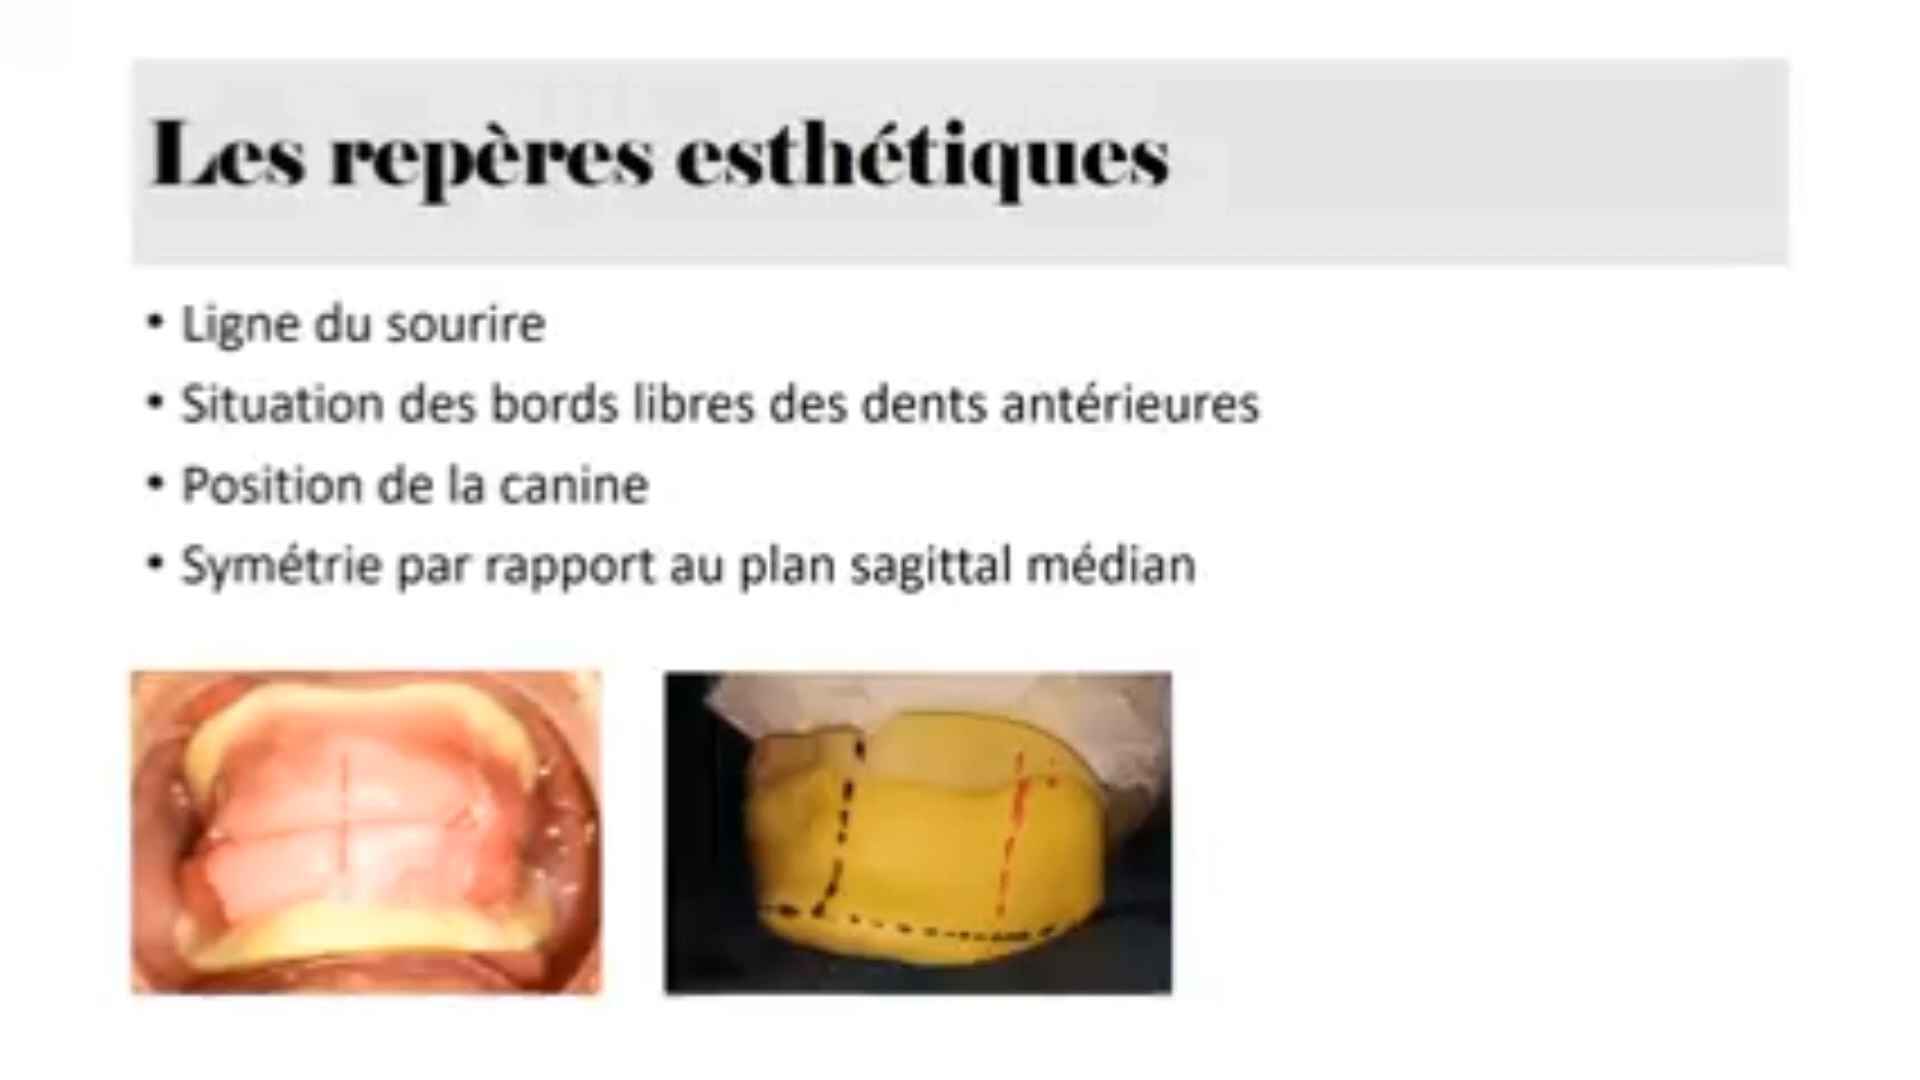 Les repères esthétiques
• Ligne du sourire
• Situation des bords libres des dents antérieures
• Position de la canine
• Symétrie par rapport au plan sagittal médian